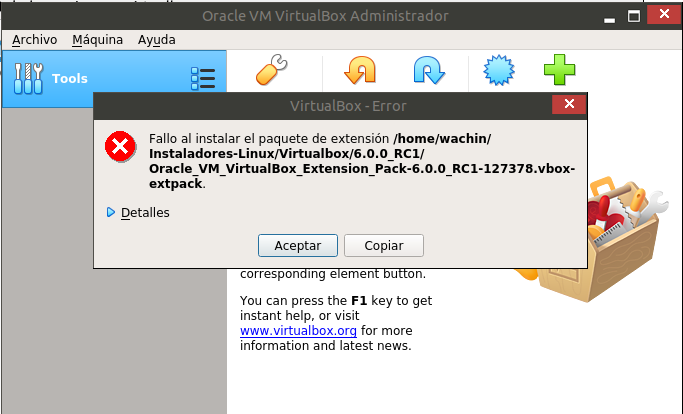 Oracle VM VirtualBox Administrador
Archivo Máquina Ayuda
Tools
VirtualBox - Error
Fallo al instalar el paquete de extensión /home/wachin/
Instaladores-Linux/Virtualbox/6.0.0_RC1/
Oracle_VM_VirtualBox_Extension_Pack-6.0.0_RC1-127378.vbox-
extpack.
Detalles
Aceptar Copiar
corresponding element button.
You can press the F1 key to get
instant help, or visit
www.virtualbox.org for more
information and latest news.